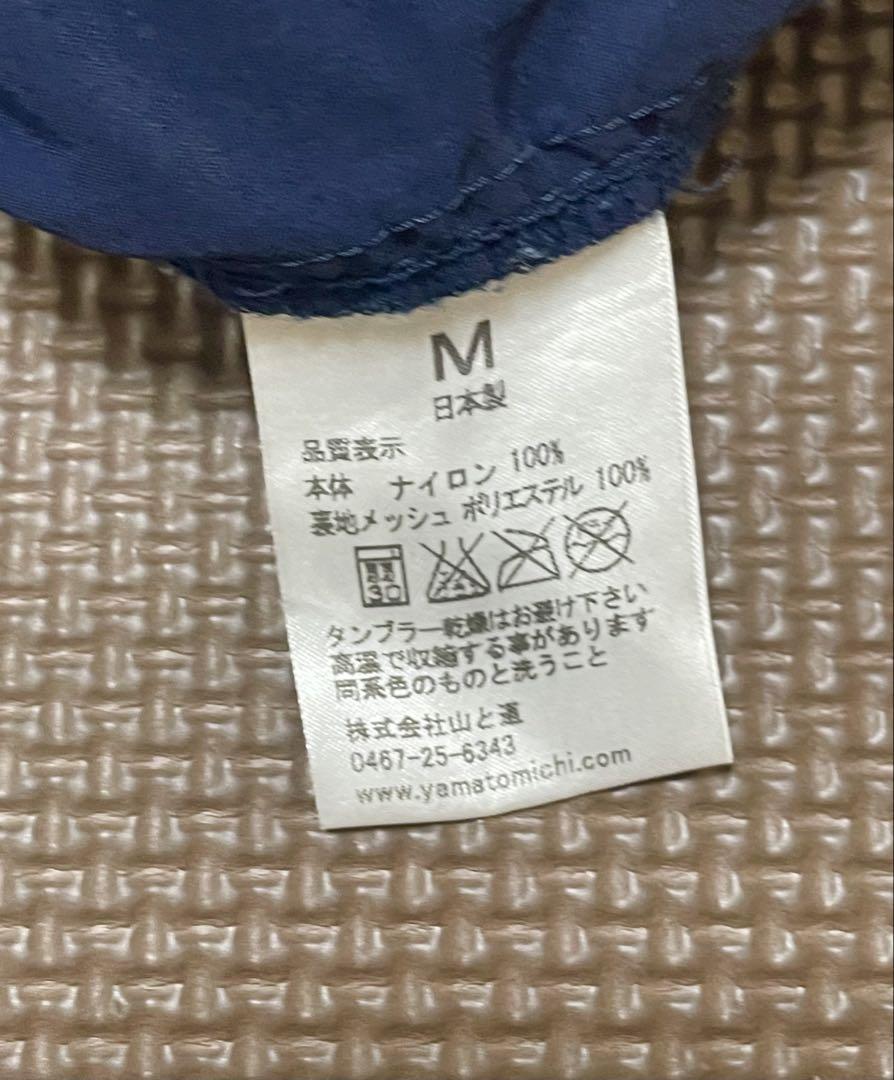 M
日本製
品質表示
本体 ナイロン 100%
裏地メッシュ ポリエステル 100%
30
タンブラー乾燥はお避け下さい
高温で収縮する事があります
同系色のものと洗うこと
株式会社山と道
0467-25-6343
www.yamatomichi.com